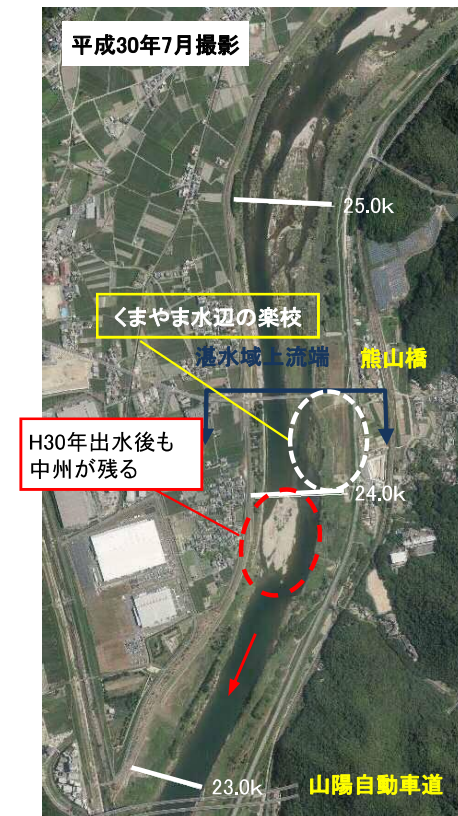 平成30年7月撮影
25.0k
くまやま水辺の楽校
湛水域上流端
熊山橋
H30年出水後も
中州が残る
24.0k
23.0k
山陽自動車道